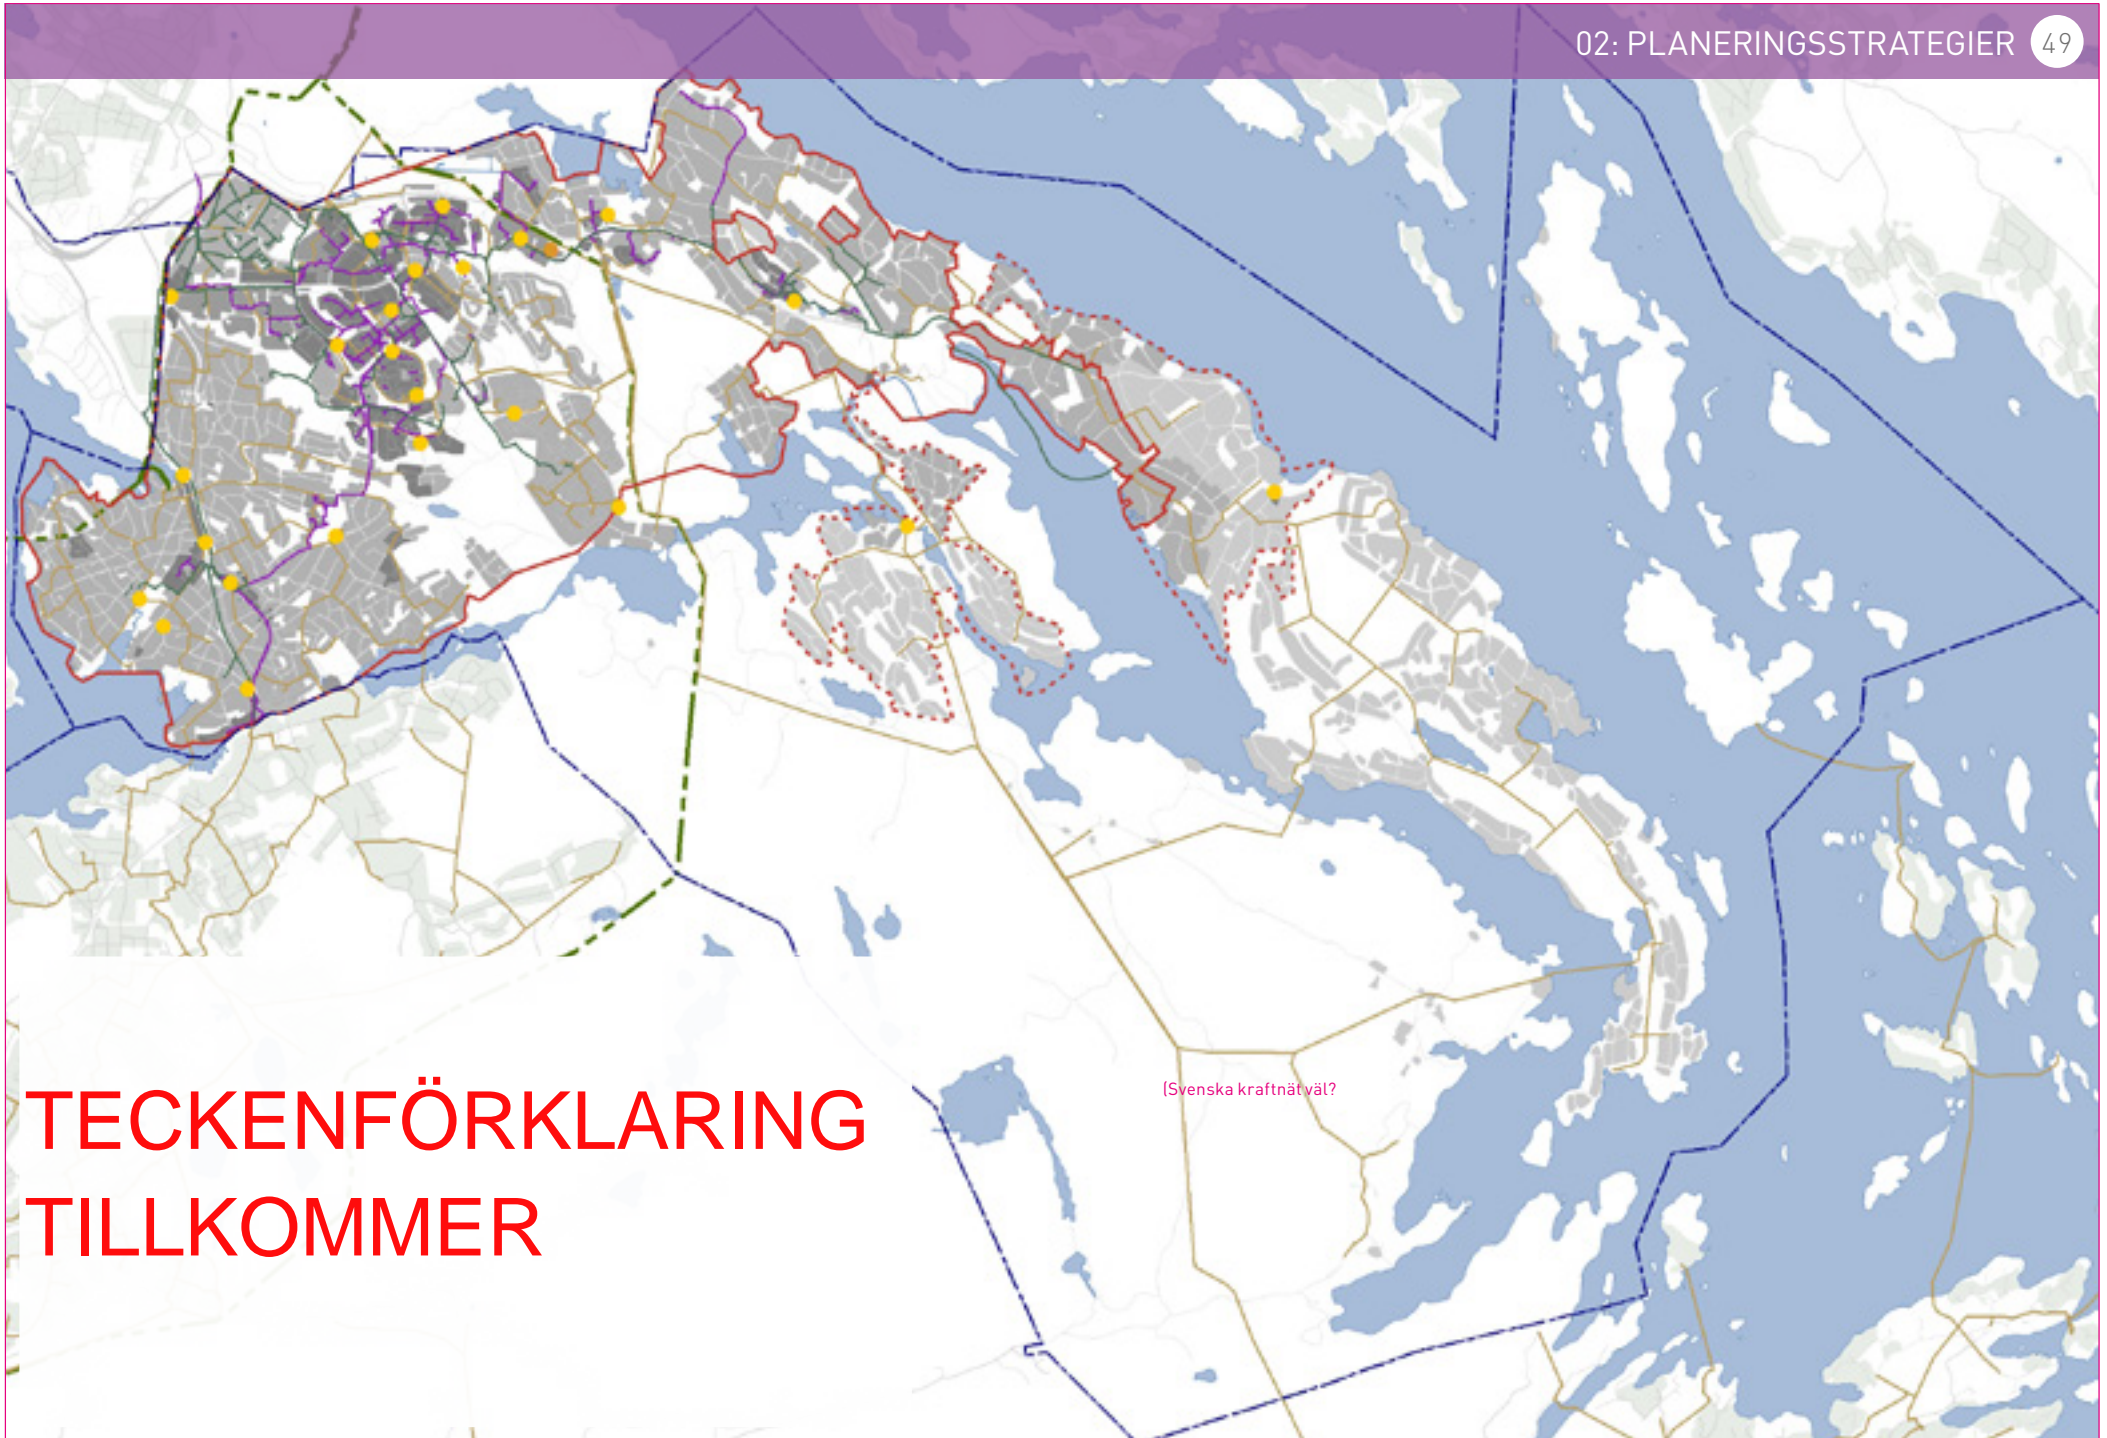 02: PLANERINGSSTRATEGIER 49
(Svenska kraftnät väl?
TECKENFÖRKLARING
TILLKOMMER